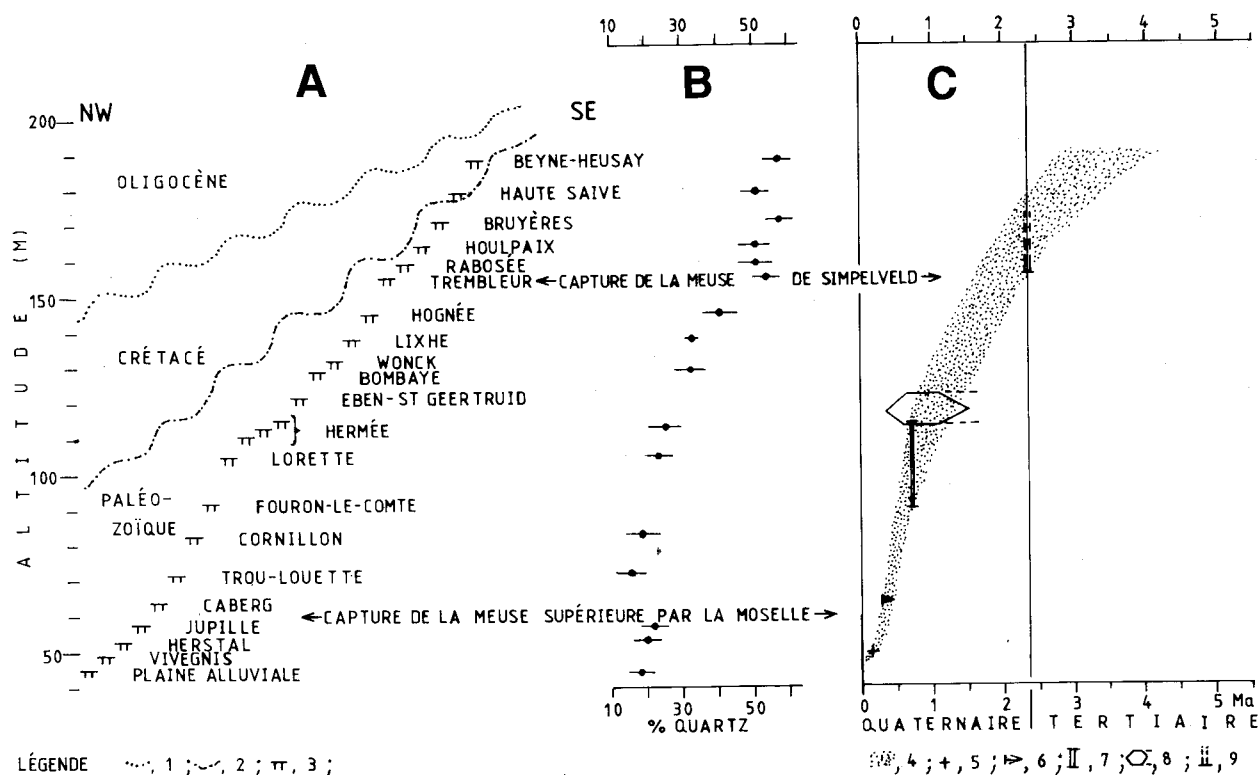 10 30 50
0 1 2 3 4 5
A B C
NW SE
200
BEYNE-HEUSAY
OLIGOCÈNE
HAUTE SAIVE
BRUYÈRES
HOULPAIX
RABOSÉE
TREMBLEUR ←CAPTURE DE LA MEUSE DE SIMPELVELD→
150
HOGNÉE
LIXHE
CRÉTACÉ
WONCK
BOMBAYE
EBEN-ST GEERTRUID
HERMÉE
LORETTE
100
PALÉO-
ZOÏQUE
FOURON-LE-COMTE
CORNILLON
TROU-LOUETTE
CABERG
←CAPTURE DE LA MEUSE SUPÉRIEURE PAR LA MOSELLE→
JUPILLE
HERSTAL
VIVEGNIS
50
PLAINE ALLUVIALE
ALTITUDE (M)
10 30 50
% QUARTZ
0 1 2 3 4 5 Ma
QUATERNAIRE TERTIAIRE
LÉGENDE , 1 ; , 2 ; , 3 ; , 4 ; +, 5 ; , 6 ; , 7 ; , 8 ; , 9